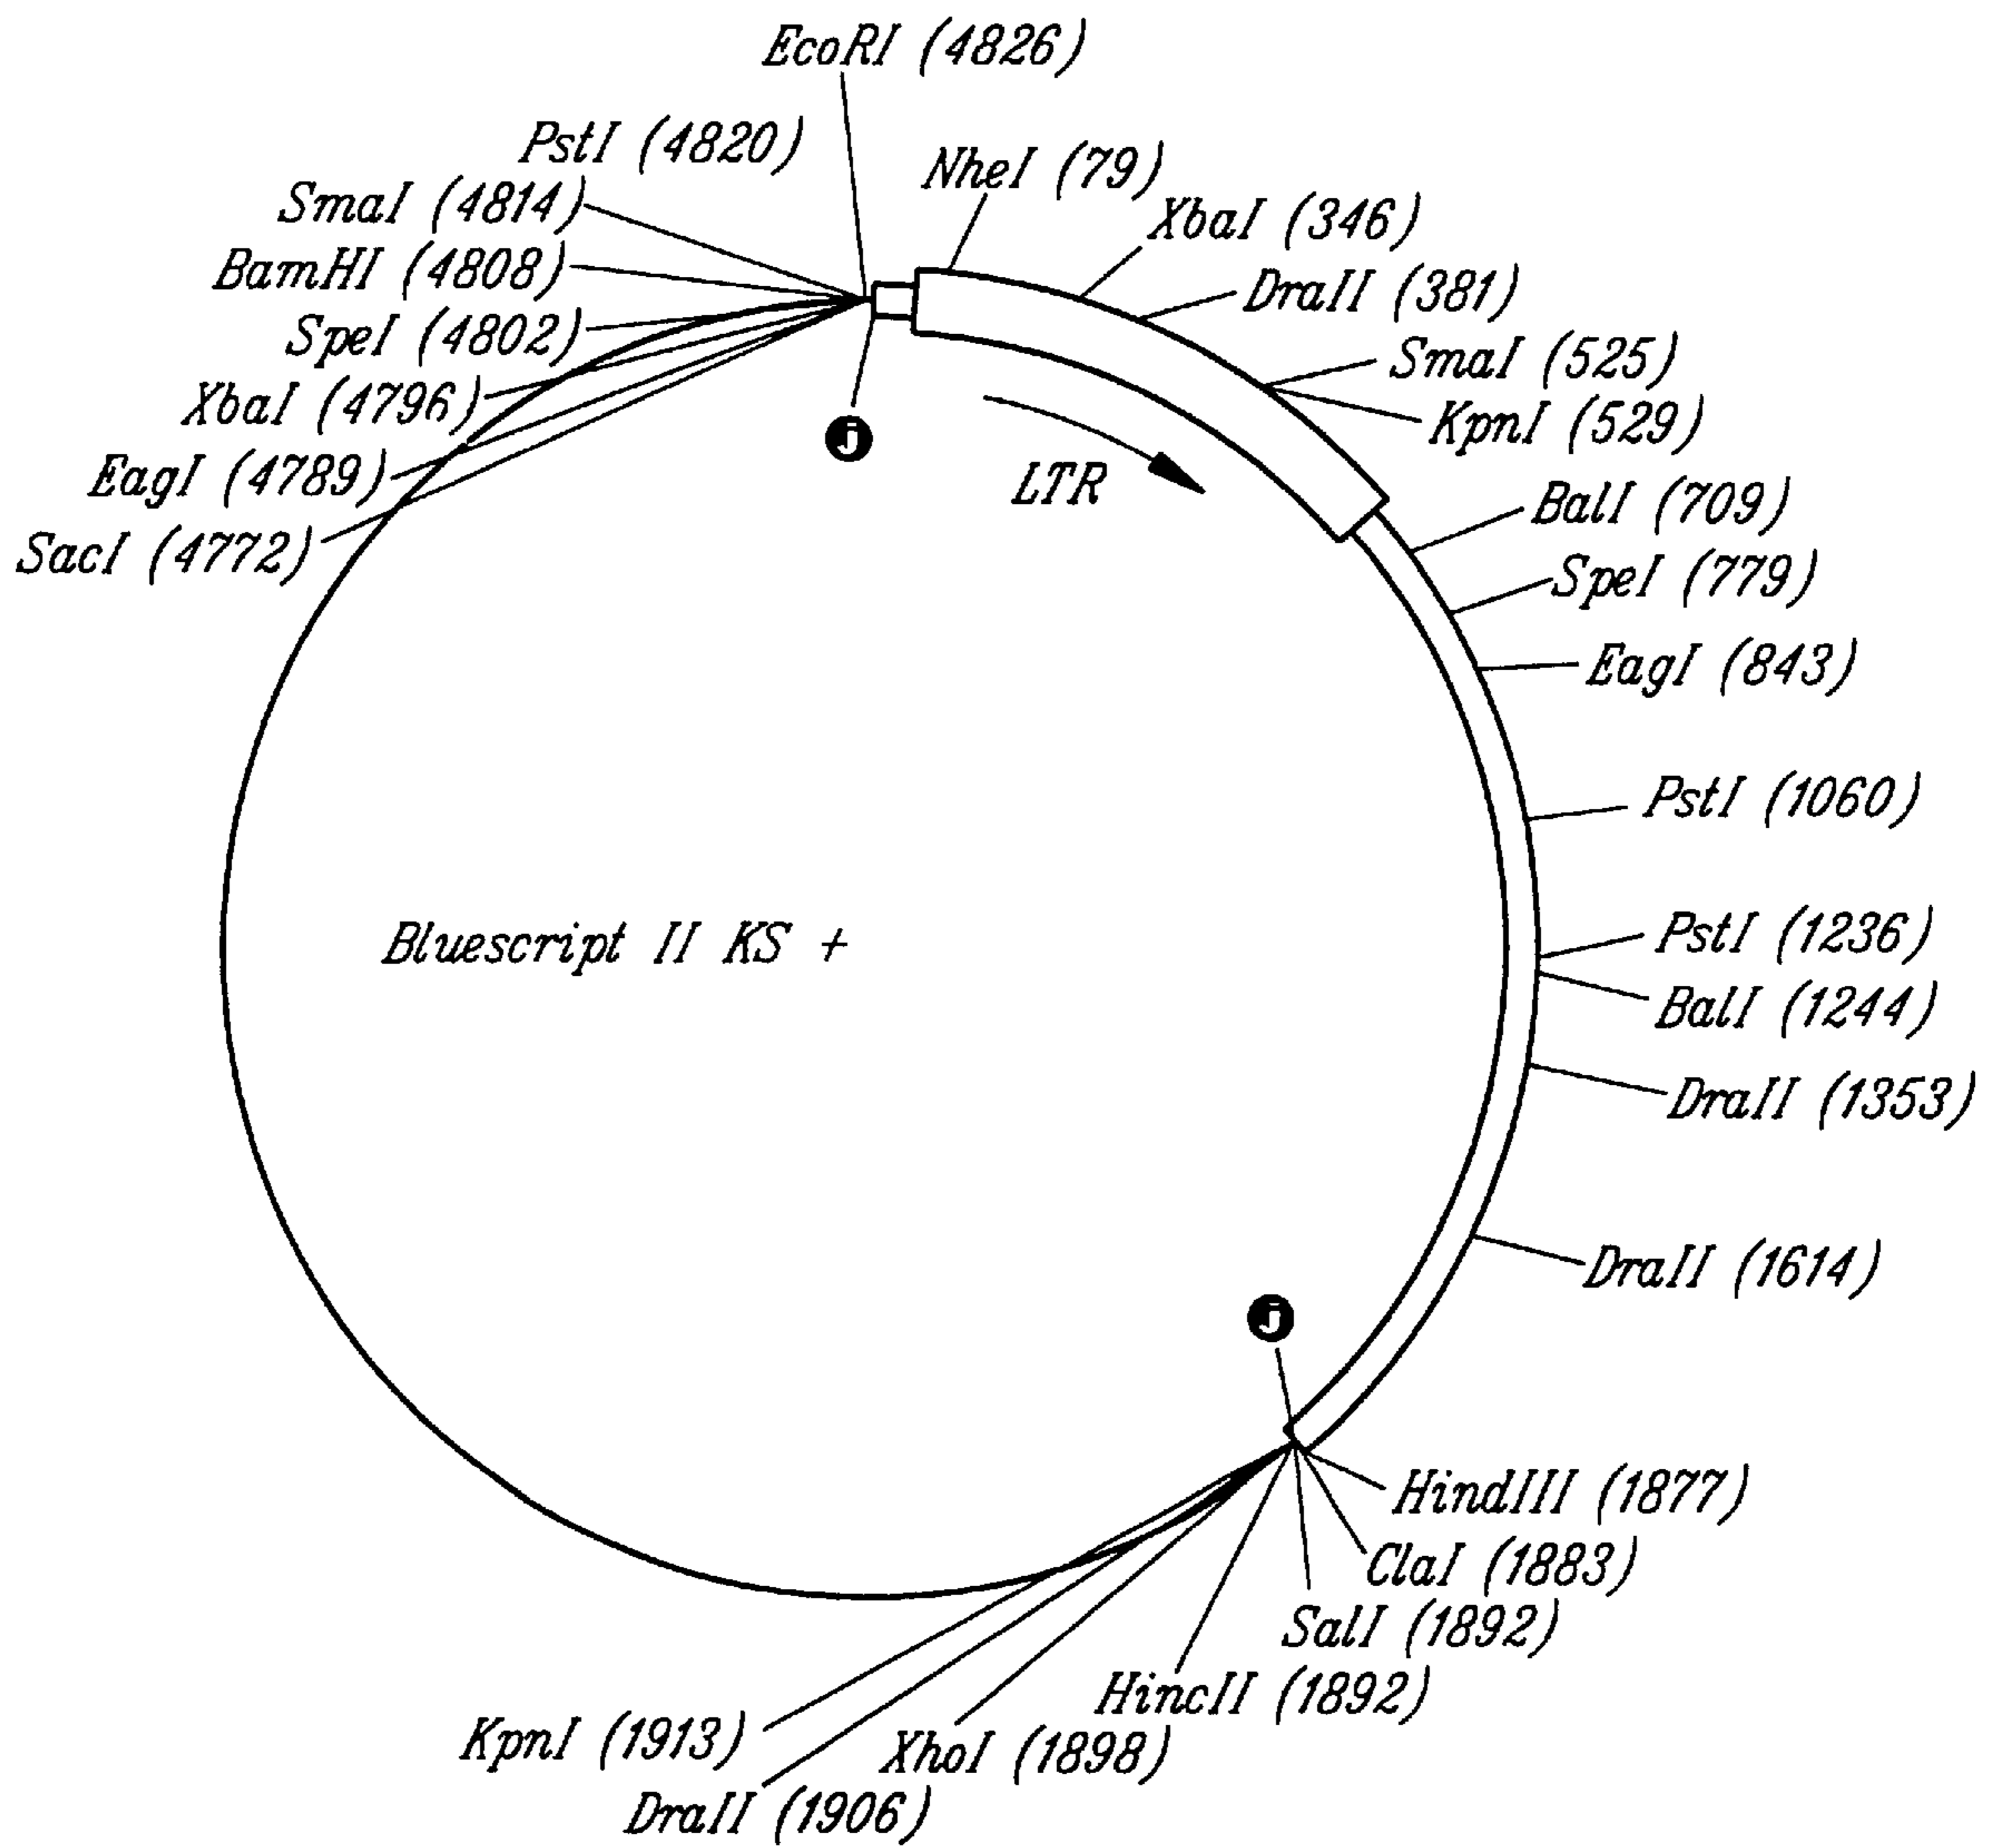 EcoRI (4826)
PstI (4820)
NheI (79)
SmaI (4814)
XbaI (346)
BamHI (4808)
DraII (381)
SpeI (4802)
SmaI (525)
XbaI (4796)
KpnI (529)
j
EagI (4789)
LTR
BalI (709)
SacI (4772)
SpeI (779)
EagI (843)
PstI (1060)
Bluescript II KS +
PstI (1236)
BalI (1244)
DraII (1353)
DraII (1614)
J
HindIII (1877)
ClaI (1883)
SalI (1892)
HincII (1892)
KpnI (1913)
XhoI (1898)
DraII (1906)